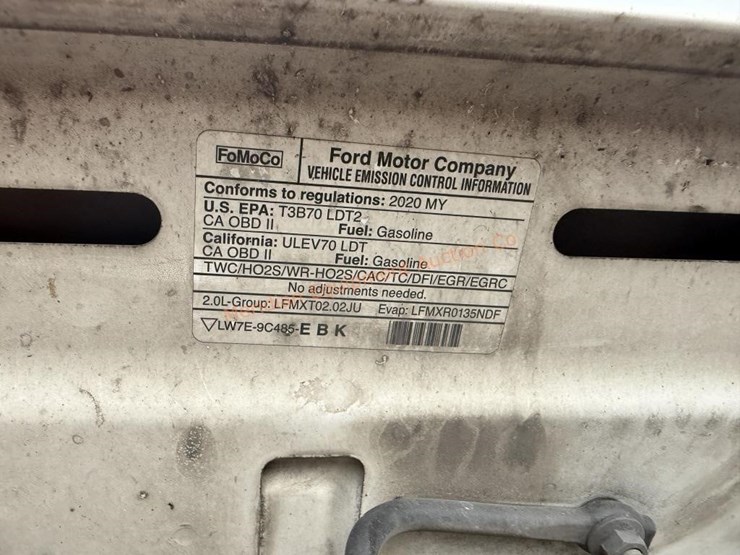 FoMoCo
Ford Motor Company
VEHICLE EMISSION CONTROL INFORMATION
Conforms to regulations: 2020 MY
U.S. EPA: T3B70 LDT2
CA OBD II Fuel: Gasoline
California: ULEV70 LDT
CA OBD II Fuel: Gasoline
TWC/HO2S/WR-HO2S/CAC/TC/DFI/EGR/EGRC
No adjustments needed.
2.0L-Group: LFMXT02.02JU Evap: LFMXR0135NDF
LW7E-9C485-E B K